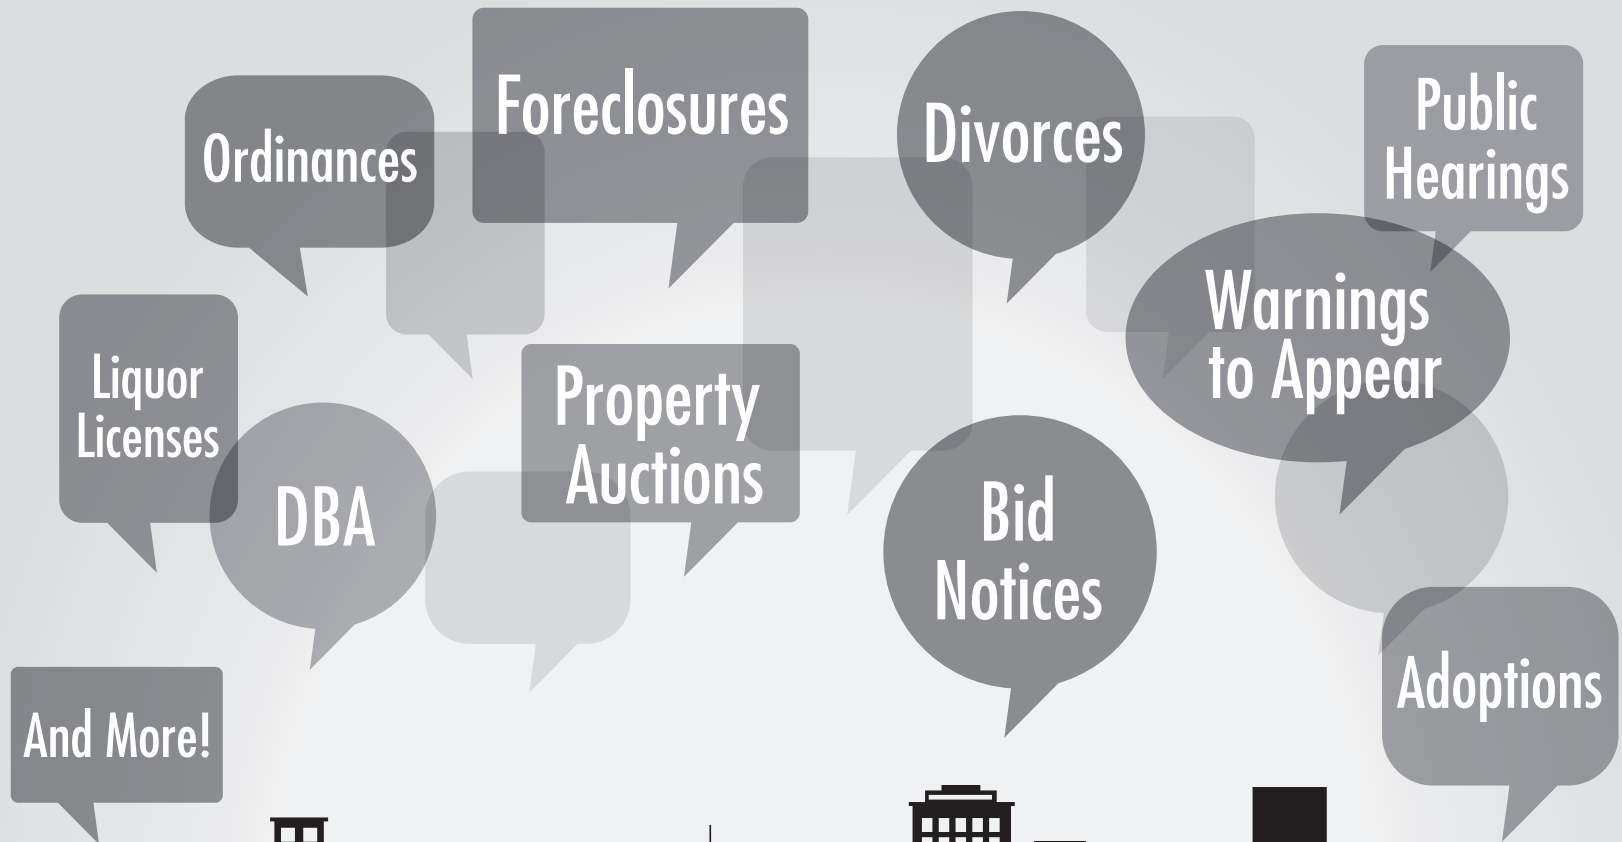 Foreclosures
Divorces
Public
Hearings
Ordinances
Warnings
to Appear
Liquor
Licenses
Property
Auctions
DBA
Bid
Notices
Adoptions
And More!